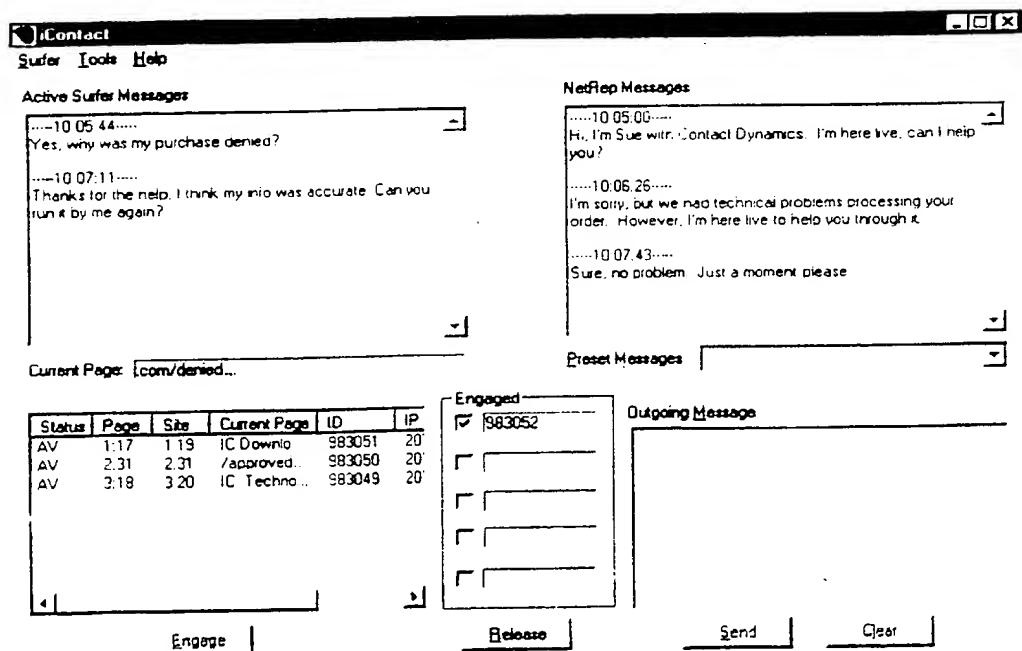 iContact
Surfer Tools Help
Active Surfer Messages
-----10 05 44-----
Yes, why was my purchase denied?
-----10 07:11-----
Thanks for the help, I think my info was accurate. Can you
run it by me again?
NetRep Messages
-----10 05:00-----
Hi, I'm Sue with Contact Dynamics. I'm here live, can I help
you?
-----10:06.26-----
I'm sorry, but we had technical problems processing your
order. However, I'm here live to help you through it
-----10 07.43-----
Sure, no problem. Just a moment please
Current Page: .com/denied...
Preset Messages
Status Page Site Current Page ID IP
AV 1:17 1 19 IC Downlo 983051 20
AV 2.31 2.31 /approved.. 983050 20
AV 3:18 3 20 IC Techno... 983049 20
Engaged
983052
Outgoing Message
Engage
Release
Send
Clear